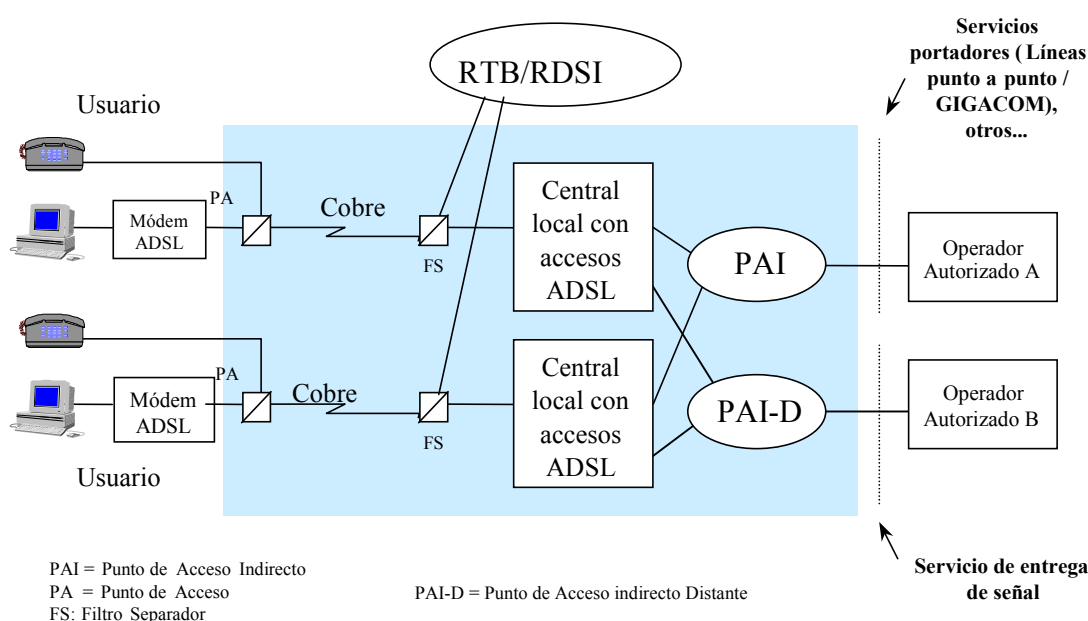 Servicios
portadores ( Líneas
punto a punto /
GIGACOM),
otros...
RTB/RDSI
Usuario
PA
Módem
ADSL
Cobre
FS
Central
local con
accesos
ADSL
PAI
Operador
Autorizado A
PA
Módem
ADSL
Cobre
FS
Central
local con
accesos
ADSL
PAI-D
Operador
Autorizado B
Usuario
Servicio de entrega
de señal
PAI = Punto de Acceso Indirecto
PA = Punto de Acceso
FS: Filtro Separador
PAI-D = Punto de Acceso indirecto Distante